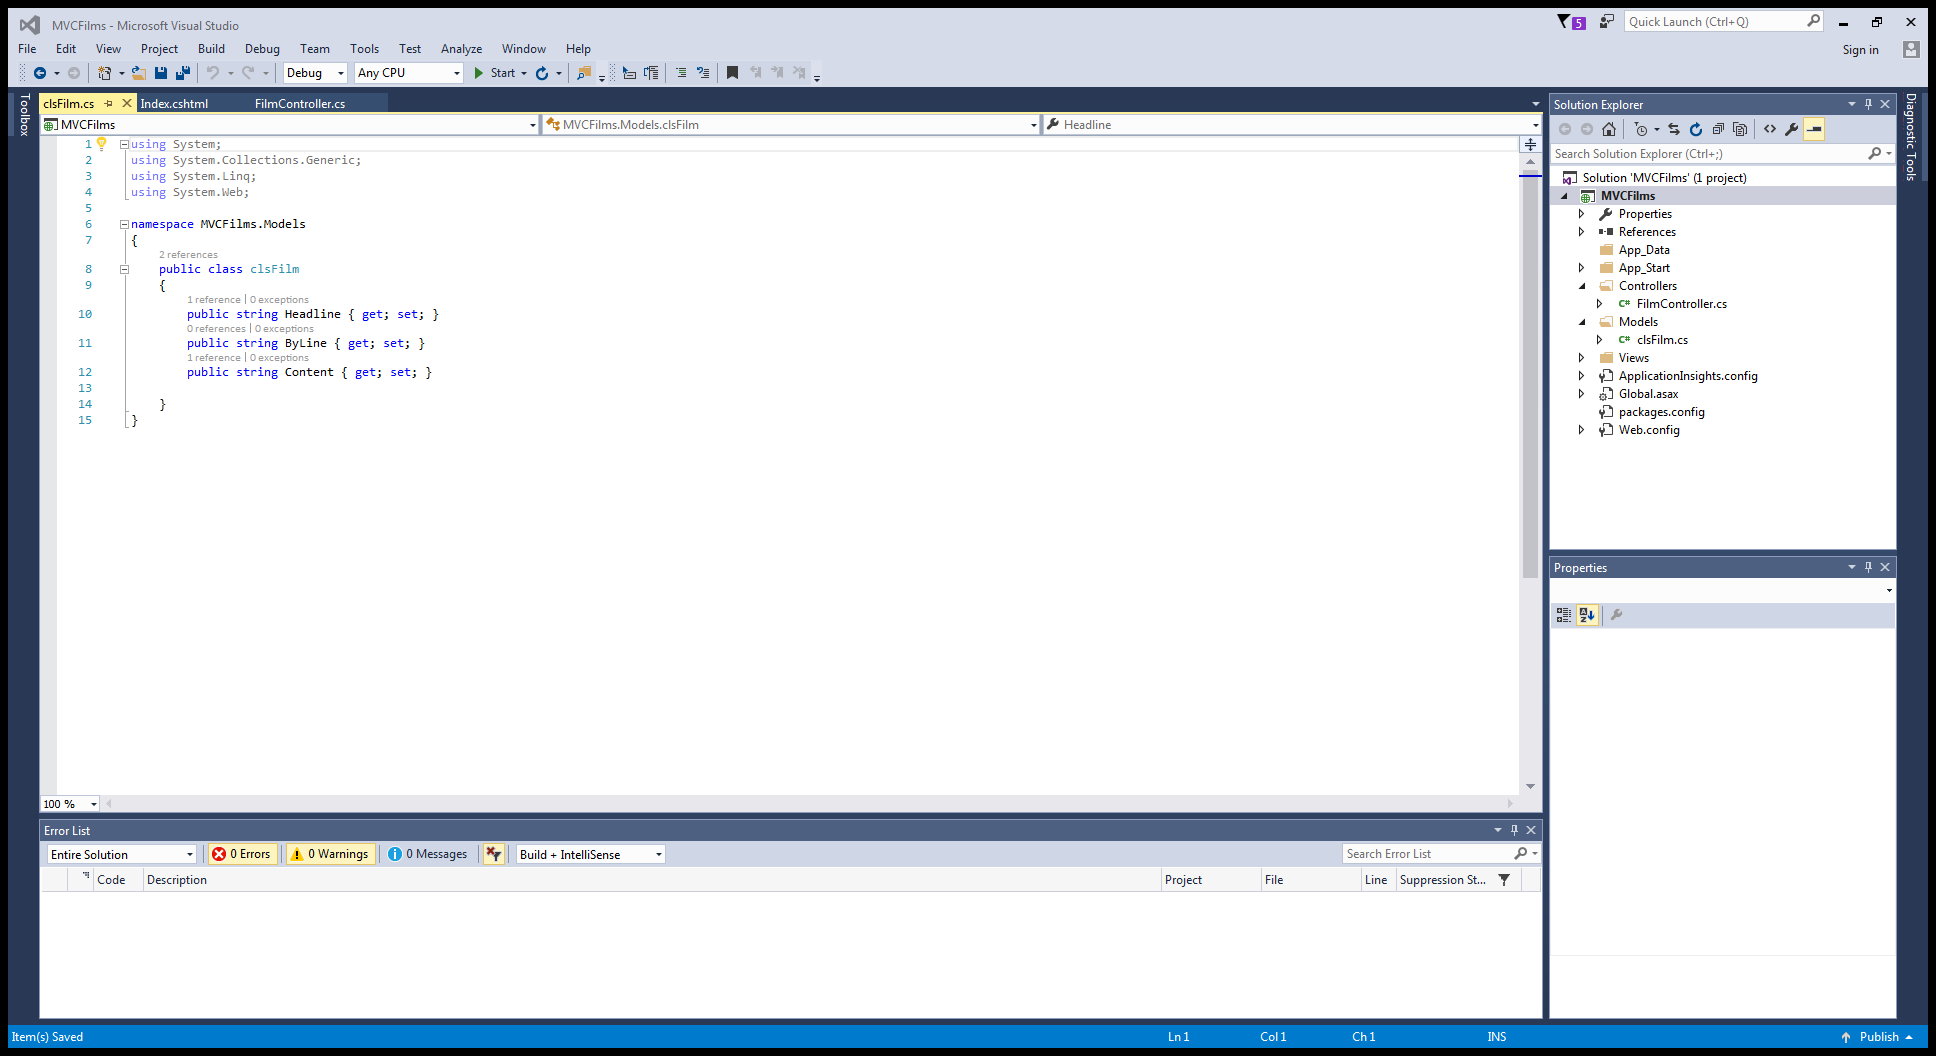 MVCFilms - Microsoft Visual Studio
5
Quick Launch (Ctrl+Q)
File Edit View Project Build Debug Team Tools Test Analyze Window Help
Sign in
Debug Any CPU Start
Toolbox
clsFilm.cs Index.cshtml FilmController.cs
MVCFilms MVCFilms.Models.clsFilm Headline
1 using System;
2 using System.Collections.Generic;
3 using System.Linq;
4 using System.Web;
5
6 namespace MVCFilms.Models
7 {
2 references
8 public class clsFilm
9 {
1 reference | 0 exceptions
10 public string Headline { get; set; }
0 references | 0 exceptions
11 public string ByLine { get; set; }
1 reference | 0 exceptions
12 public string Content { get; set; }
13
14 }
15 }
100 %
Solution Explorer
Search Solution Explorer (Ctrl+;)
Solution 'MVCFilms' (1 project)
MVCFilms
Properties
References
App_Data
App_Start
Controllers
C# FilmController.cs
Models
C# clsFilm.cs
Views
ApplicationInsights.config
Global.asax
packages.config
Web.config
Diagnostic Tools
Properties
Error List
Entire Solution 0 Errors 0 Warnings 0 Messages Build + IntelliSense Search Error List
Code Description Project File Line Suppression St...
Item(s) Saved Ln 1 Col 1 Ch 1 INS Publish